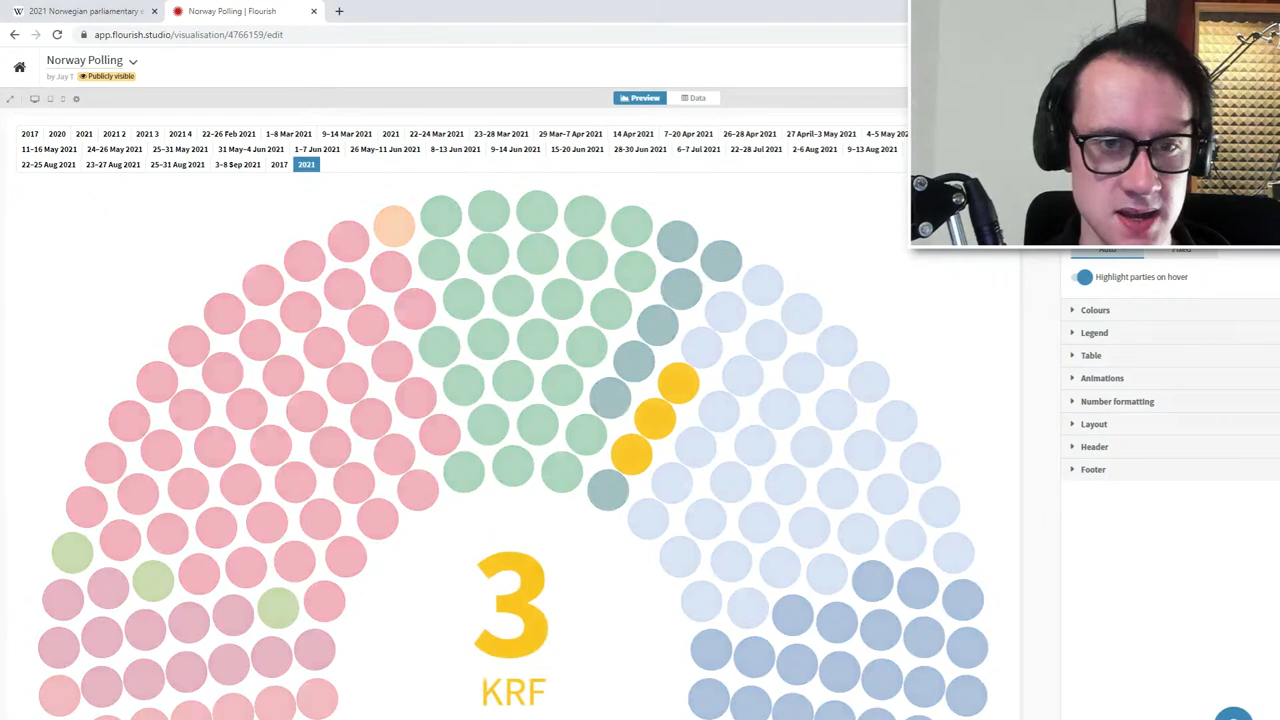 2021 Norwegian parliamentary e
Norway Polling | Flourish
app.flourish.studio/visualisation/4766159/edit
Norway Polling
by Jay T Publicly visible
Preview Data
2017 2020 2021 2021 2 2021 3 2021 4 22–26 Feb 2021 1–8 Mar 2021 9–14 Mar 2021 2021 22–24 Mar 2021 23–28 Mar 2021 29 Mar–7 Apr 2021 14 Apr 2021 7–20 Apr 2021 26–28 Apr 2021 27 April–3 May 2021 4–5 May 202
11–16 May 2021 24–26 May 2021 25–31 May 2021 31 May–4 Jun 2021 1–7 Jun 2021 26 May–11 Jun 2021 8–13 Jun 2021 9–14 Jun 2021 15-20 Jun 2021 28-30 Jun 2021 6–7 Jul 2021 22–28 Jul 2021 2-6 Aug 2021 9–13 Aug 2021
22–25 Aug 2021 23–27 Aug 2021 25–31 Aug 2021 3–8 Sep 2021 2017 2021
Highlight parties on hover
Colours
Legend
Table
Animations
Number formatting
Layout
Header
Footer
3
KRF